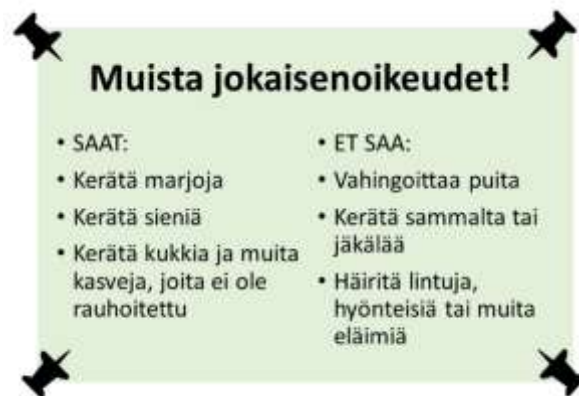 Muista jokaisenoikeudet!
• SAAT:
• Kerätä marjoja
• Kerätä sieniä
• Kerätä kukkia ja muita
kasveja, joita ei ole
rauhoitettu
• ET SAA:
• Vahingoittaa puita
• Kerätä sammalta tai
jäkälää
• Häiritä lintuja,
hyönteisiä tai muita
eläimiä